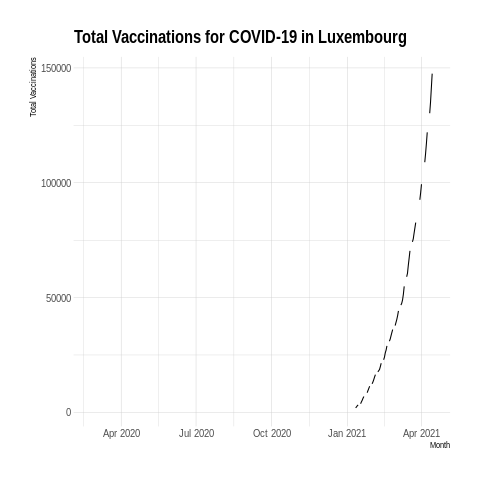 Total Vaccinations for COVID-19 in Luxembourg
Total Vaccinations
150000
100000
50000
0
Apr 2020 Jul 2020 Oct 2020 Jan 2021 Apr 2021
Month